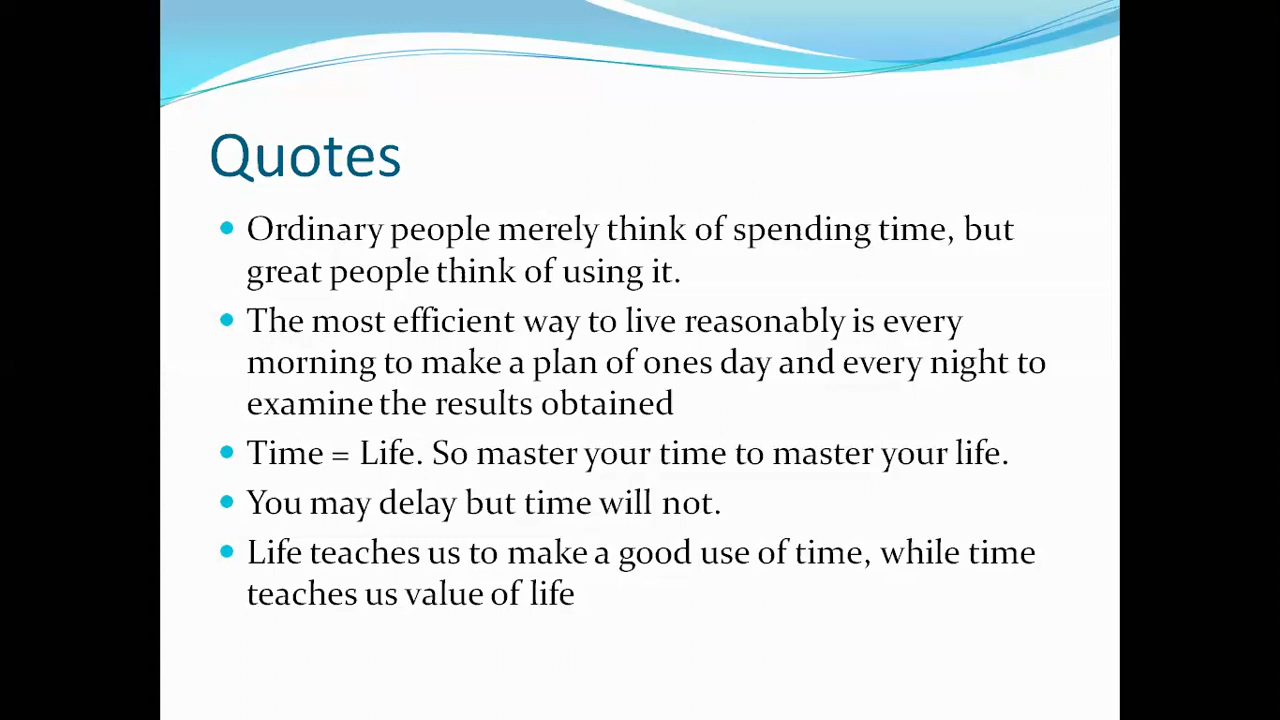 Quotes
Ordinary people merely think of spending time, but
great people think of using it.
The most efficient way to live reasonably is every
morning to make a plan of ones day and every night to
examine the results obtained
Time = Life. So master your time to master your life.
You may delay but time will not.
Life teaches us to make a good use of time, while time
teaches us value of life